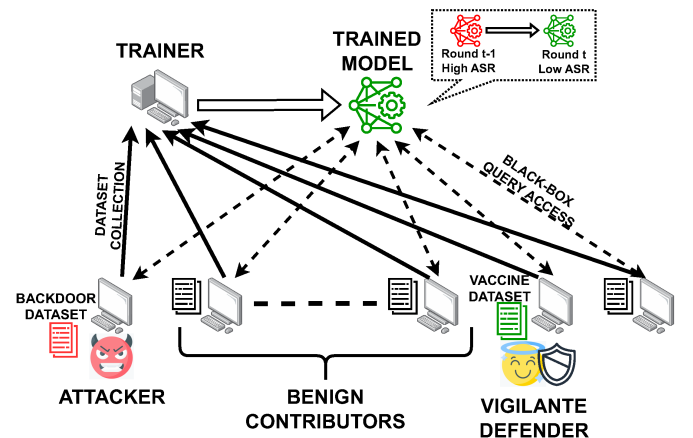 TRAINER
TRAINED
MODEL
Round t-1
High ASR
Round t
Low ASR
DATASET
COLLECTION
BLACK-BOX
QUERY ACCESS
BACKDOOR
DATASET
VACCINE
DATASET
ATTACKER
BENIGN
CONTRIBUTORS
VIGILANTE
DEFENDER